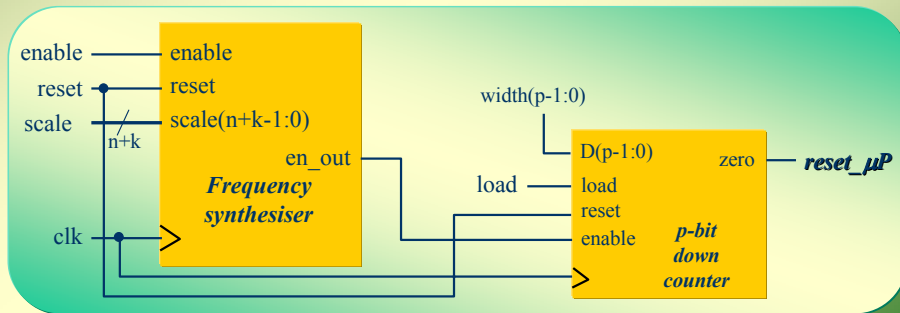 enable
reset
scale
n+k
clk
enable
reset
scale(n+k-1:0)
en_out
Frequency
synthesiser
width(p-1:0)
load
D(p-1:0)
zero
load
reset
enable
p-bit
down
counter
reset_μP